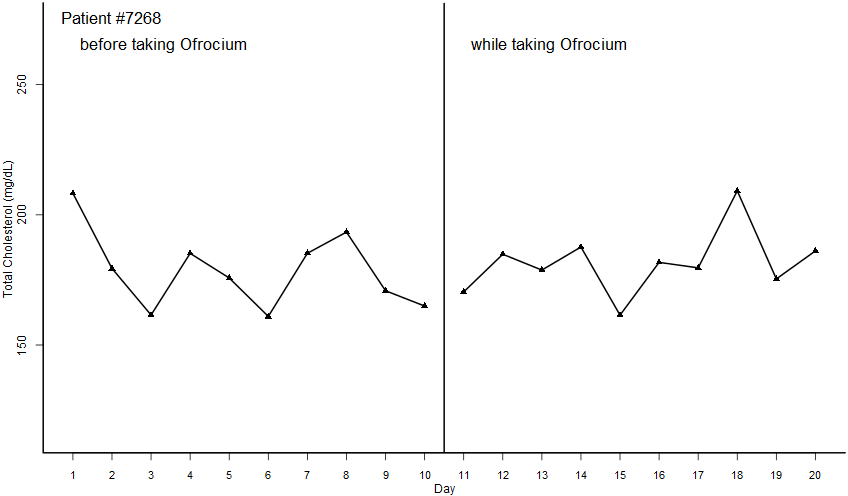 Patient #7268
before taking Ofrocium
while taking Ofrocium
Total Cholesterol (mg/dL)
250
200
150
1 2 3 4 5 6 7 8 9 10 11 12 13 14 15 16 17 18 19 20
Day